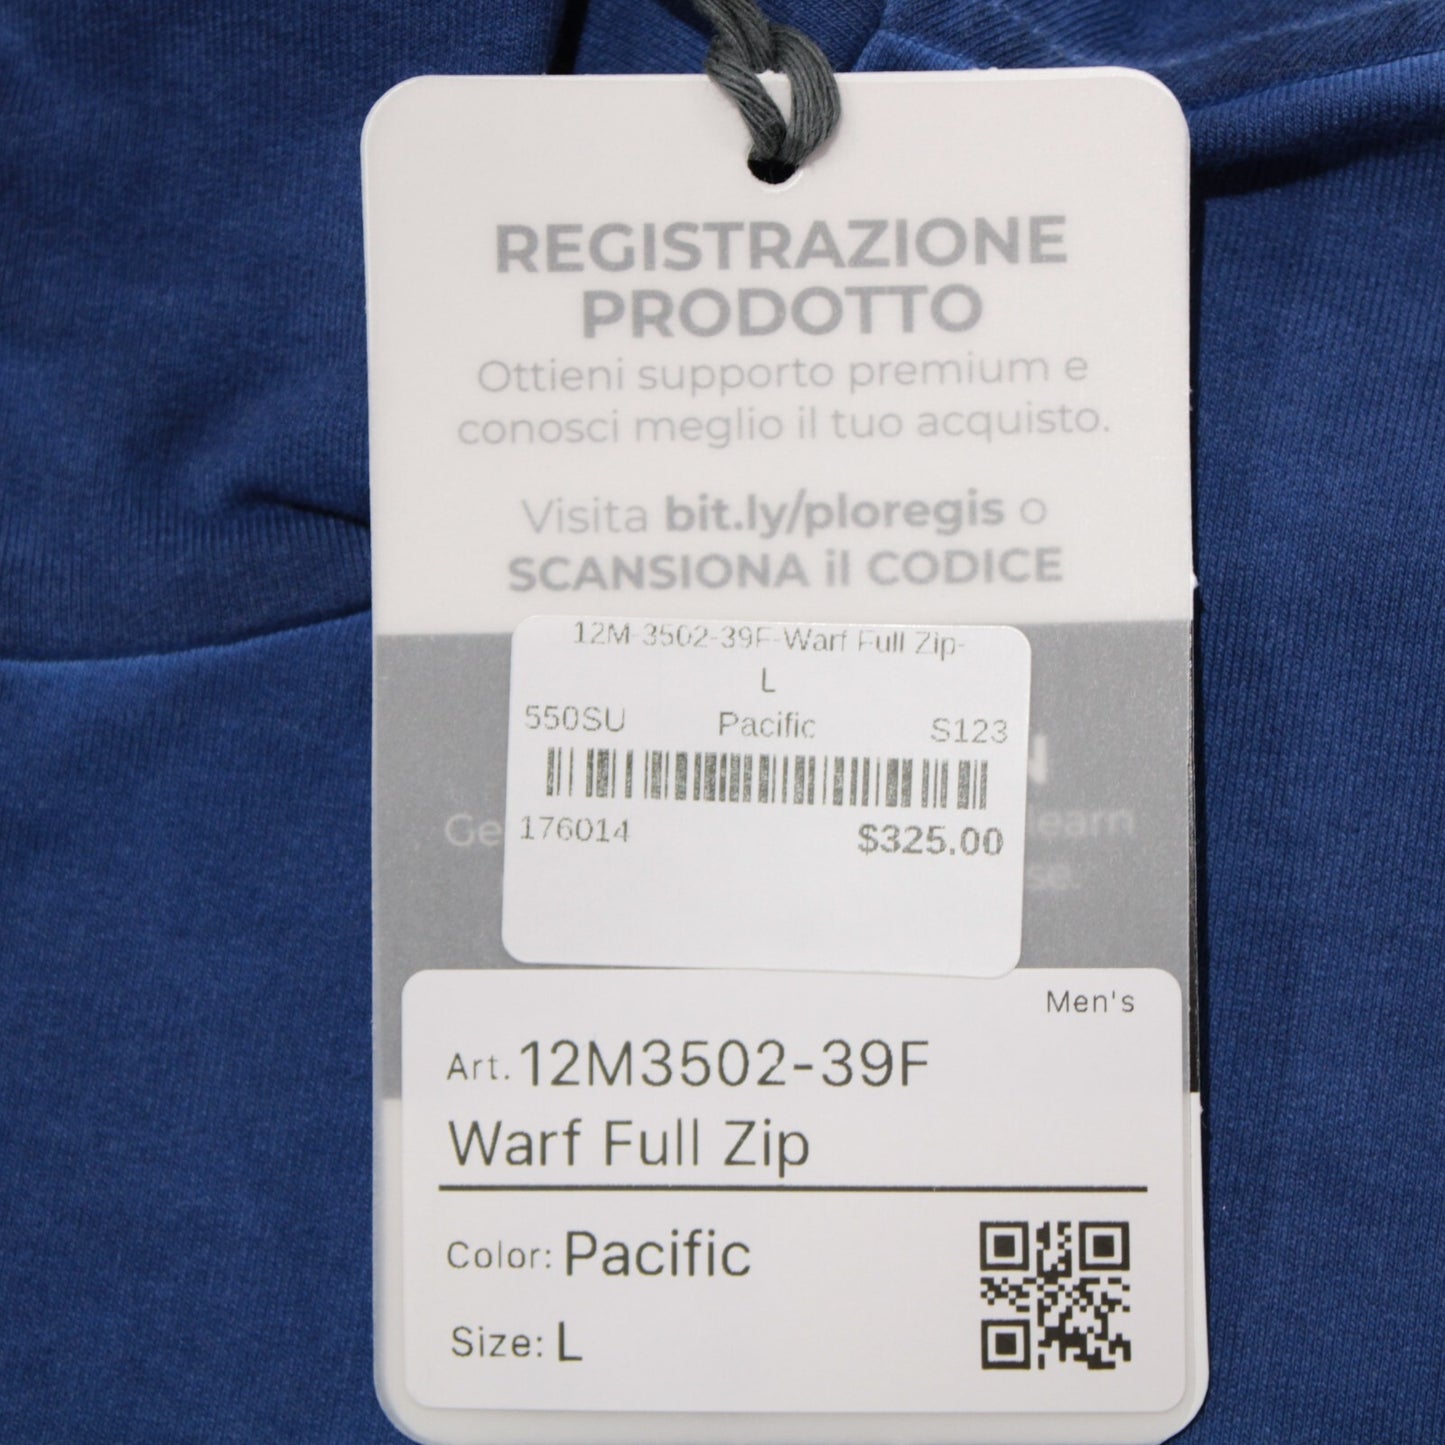 REGISTRAZIONE
PRODOTTO
Ottieni supporto premium e
conosci meglio il tuo acquisto.
Visita bit.ly/ploregis o
SCANSIONA il CODICE
12M-3502-39F-Warf Full Zip-
L
550SU Pacific S123
176014 $325.00
learn
Men's
Art. 12M3502-39F
Warf Full Zip
Color: Pacific
Size: L